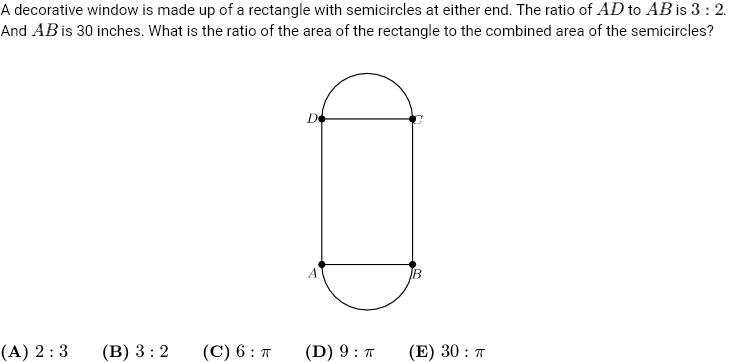 A decorative window is made up of a rectangle with semicircles at either end. The ratio of AD to AB is 3 : 2.
And AB is 30 inches. What is the ratio of the area of the rectangle to the combined area of the semicircles?
D C
A B
(A) 2 : 3 (B) 3 : 2 (C) 6 : π (D) 9 : π (E) 30 : π